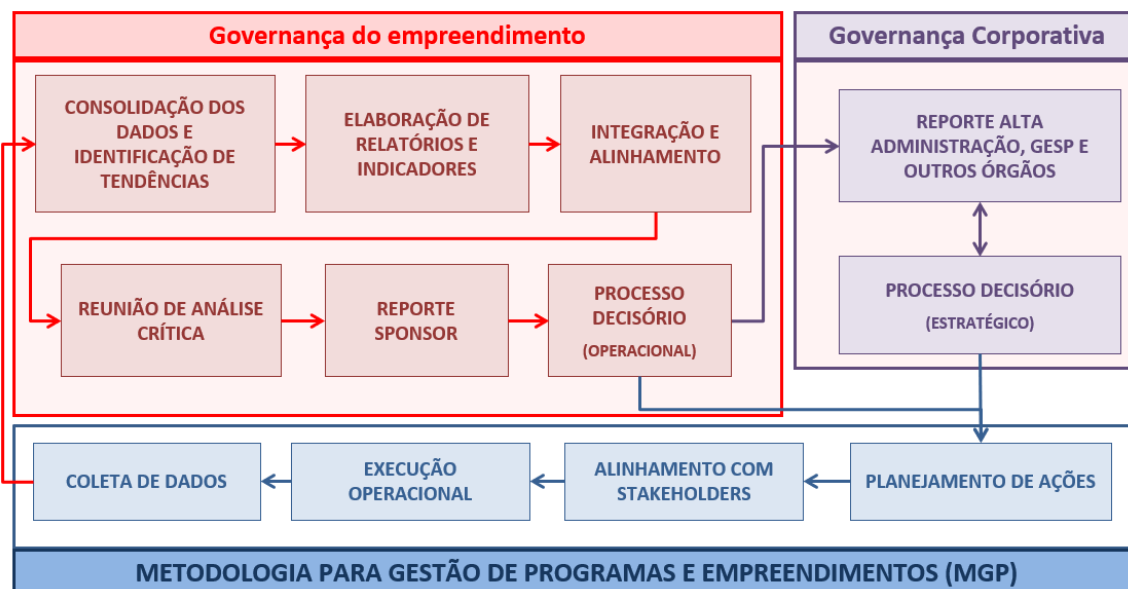 Governança do empreendimento
CONSOLIDAÇÃO DOS
DADOS E
IDENTIFICAÇÃO DE
TENDÊNCIAS
ELABORAÇÃO DE
RELATÓRIOS E
INDICADORES
INTEGRAÇÃO E
ALINHAMENTO
REUNIÃO DE ANÁLISE
CRÍTICA
REPORTE
SPONSOR
PROCESSO
DECISÓRIO
(OPERACIONAL)
Governança Corporativa
REPORTE ALTA
ADMINISTRAÇÃO, GESP E
OUTROS ÓRGÃOS
PROCESSO DECISÓRIO
(ESTRATÉGICO)
COLETA DE DADOS
EXECUÇÃO
OPERACIONAL
ALINHAMENTO COM
STAKEHOLDERS
PLANEJAMENTO DE AÇÕES
METODOLOGIA PARA GESTÃO DE PROGRAMAS E EMPREENDIMENTOS (MGP)